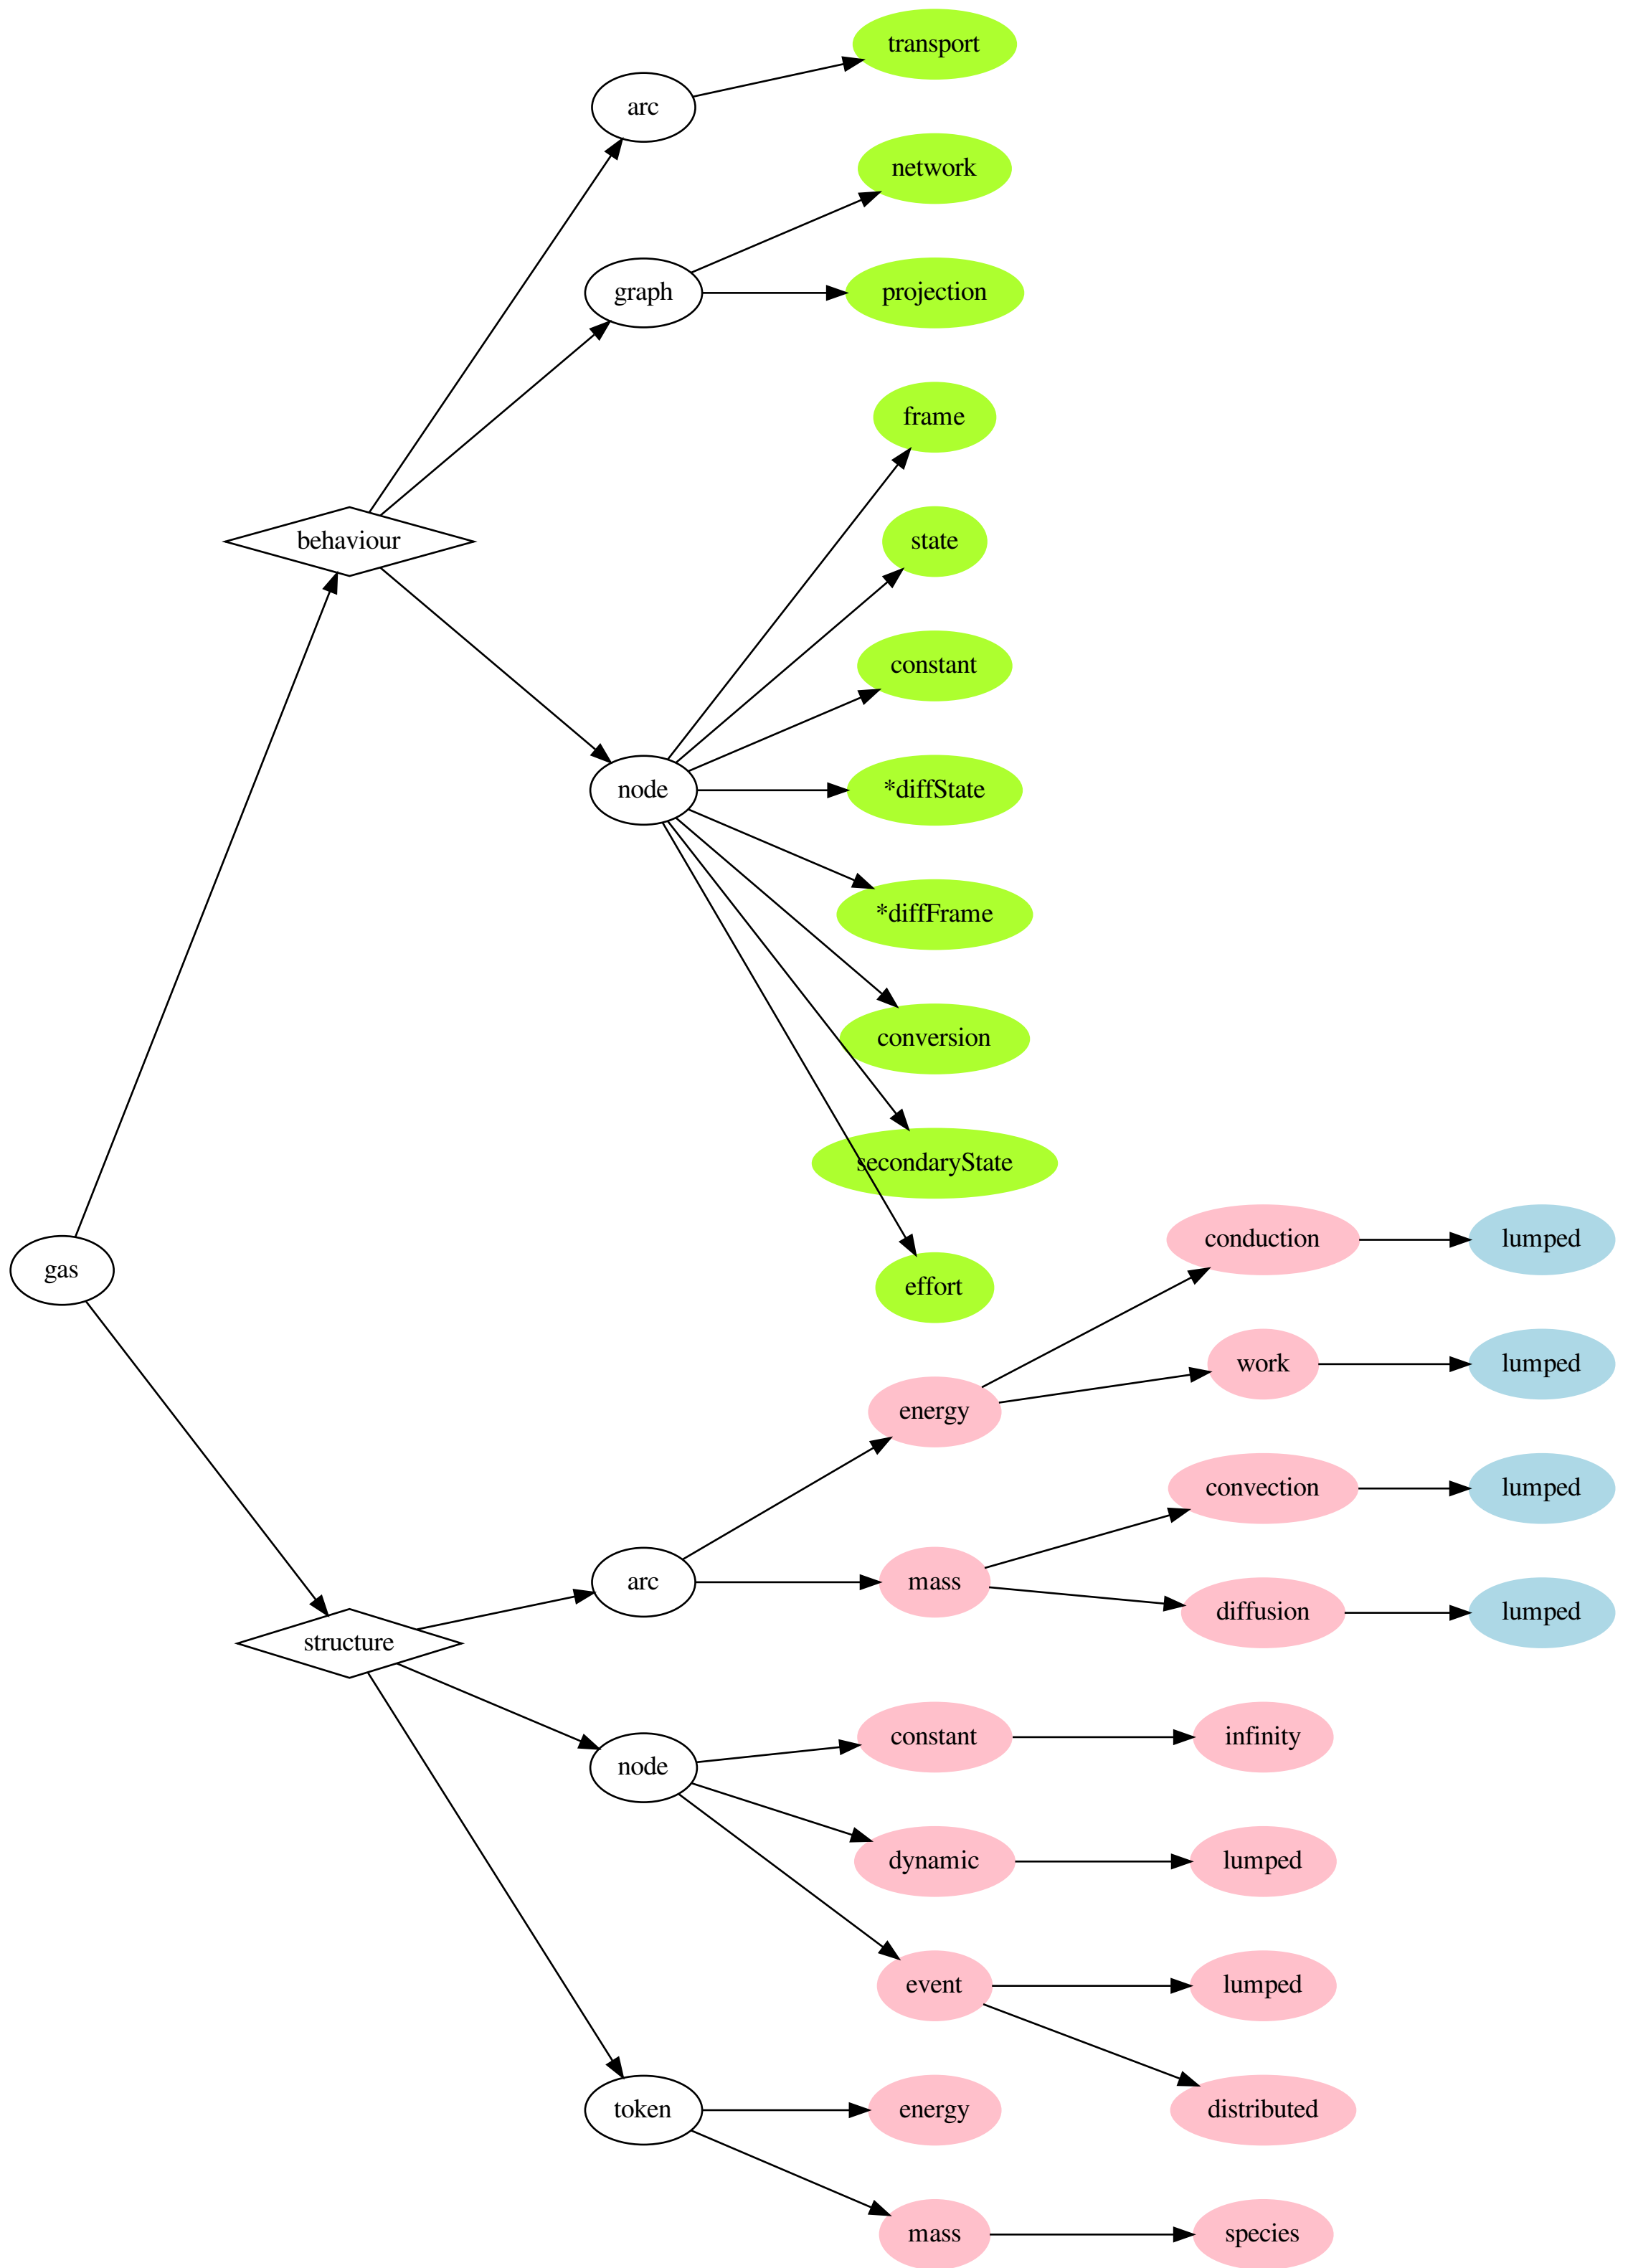 transport
arc
network
graph
projection
frame
behaviour
state
constant
node
*diffState
*diffFrame
conversion
secondaryState
gas
effort
conduction
lumped
work
lumped
energy
convection
lumped
arc
mass
diffusion
lumped
structure
constant
infinity
node
dynamic
lumped
event
lumped
token
energy
distributed
mass
species